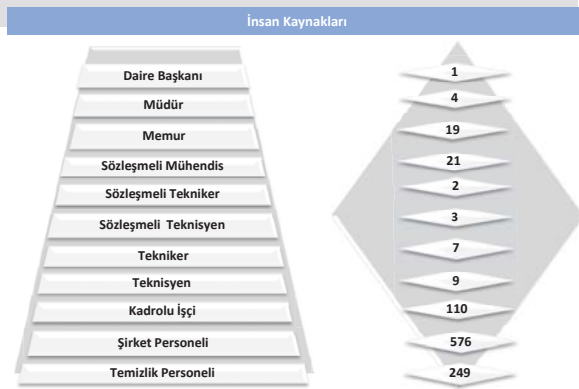 İnsan Kaynakları
Daire Başkanı 1
Müdür 4
Memur 19
Sözleşmeli Mühendis 21
Sözleşmeli Tekniker 2
Sözleşmeli Teknisyen 3
Tekniker 7
Teknisyen 9
Kadrolu İşçi 110
Şirket Personeli 576
Temizlik Personeli 249